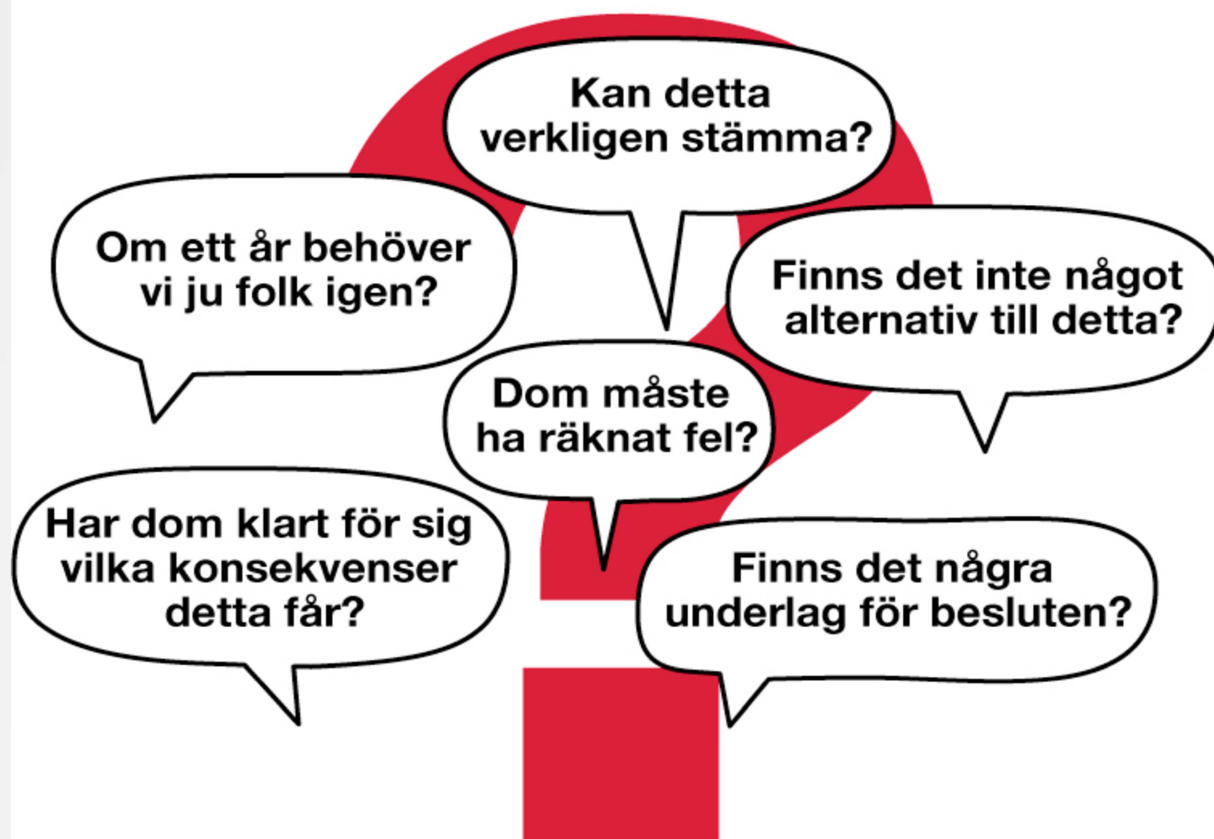 Kan detta
verkligen stämma?
Om ett år behöver
vi ju folk igen?
Finns det inte något
alternativ till detta?
Dom måste
ha räknat fel?
Har dom klart för sig
vilka konsekvenser
detta får?
Finns det några
underlag för besluten?